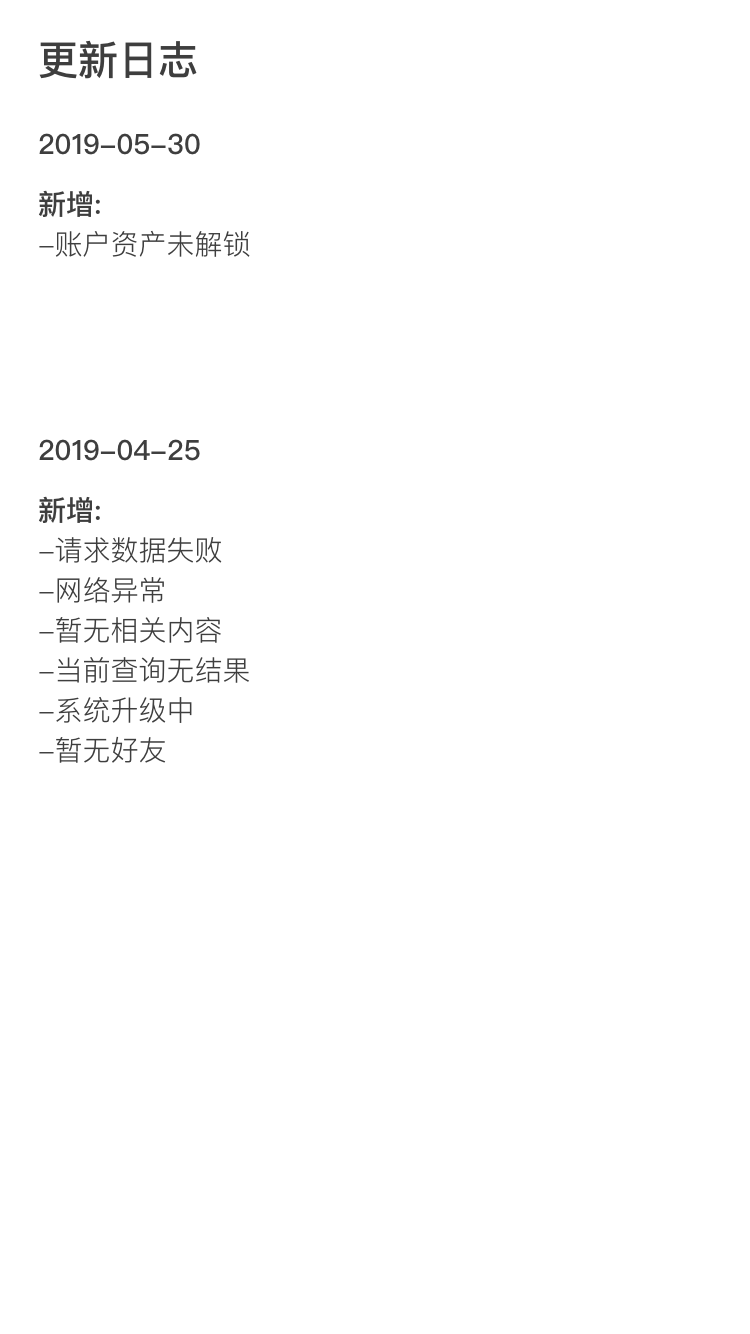 更新日志
2019–05–30
新增:
–账户资产未解锁
2019–04–25
新增:
–请求数据失败
–网络异常
–暂无相关内容
–当前查询无结果
–系统升级中
–暂无好友